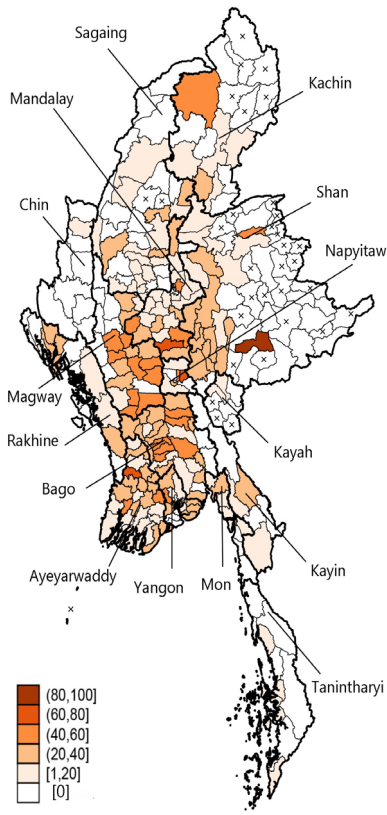 Sagaing
Kachin
Mandalay
Shan
Chin
Napyitaw
Magway
Rakhine
Kayah
Bago
Ayeyarwaddy
Yangon
Mon
Kayin
Tanintharyi
(80,100]
(60,80]
(40,60]
(20,40]
[1,20]
[0]